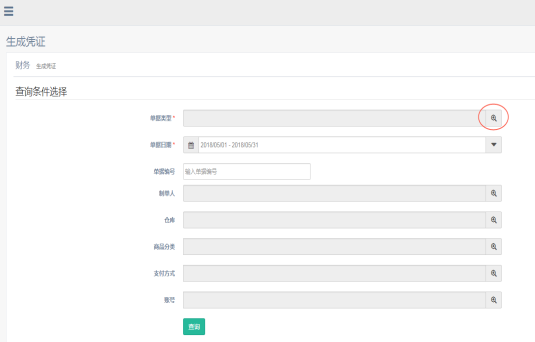 生成凭证
财务 生成凭证
查询条件选择
单据类型 *
单据日期 * 2018/05/01 - 2018/05/31
单据编号 输入单据编号
制单人
仓库
商品分类
支付方式
账号
查询